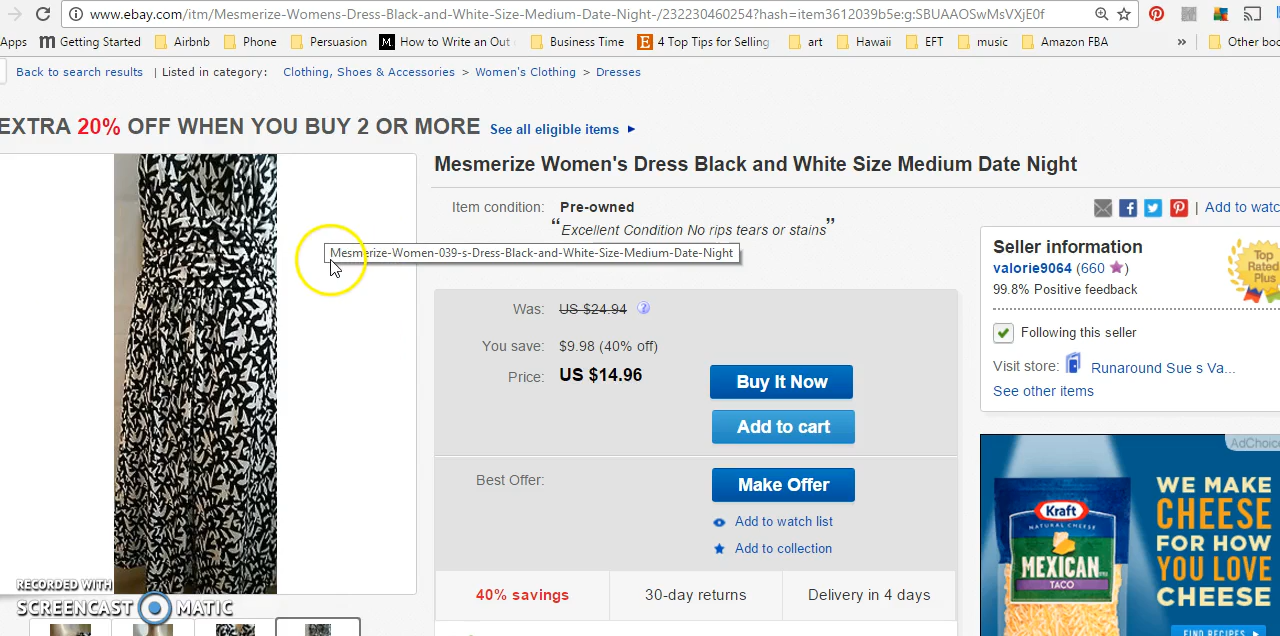 www.ebay.com/itm/Mesmerize-Womens-Dress-Black-and-White-Size-Medium-Date-Night-/232230460254?hash=item3612039b5e:g:SBUAAOSwMsVXjE0f
Apps Getting Started Airbnb Phone Persuasion M How to Write an Out Business Time E 4 Top Tips for Selling art Hawaii EFT music Amazon FBA » Other boo
Back to search results | Listed in category: Clothing, Shoes & Accessories > Women's Clothing > Dresses
EXTRA 20% OFF WHEN YOU BUY 2 OR MORE See all eligible items
Mesmerize Women's Dress Black and White Size Medium Date Night
Item condition: Pre-owned
“Excellent Condition No rips tears or stains”
Mesmerize-Women-039-s-Dress-Black-and-White-Size-Medium-Date-Night
Was: US $24.94 ?
You save: $9.98 (40% off)
Price: US $14.96
Buy It Now
Add to cart
Best Offer:
Make Offer
Add to watch list
Add to collection
40% savings 30-day returns Delivery in 4 days
| Add to watc
Seller information
valorie9064 (660 )
99.8% Positive feedback
Top
Rated
Plus
Following this seller
Visit store: Runaround Sue s Va...
See other items
AdChoice
WE MAKE
CHEESE
FOR HOW
YOU LOVE
CHEESE
FIND RECIPES
Kraft
NATURAL CHEESE
MEXICAN
TACO
RECORDED WITH
SCREENCAST MATIC